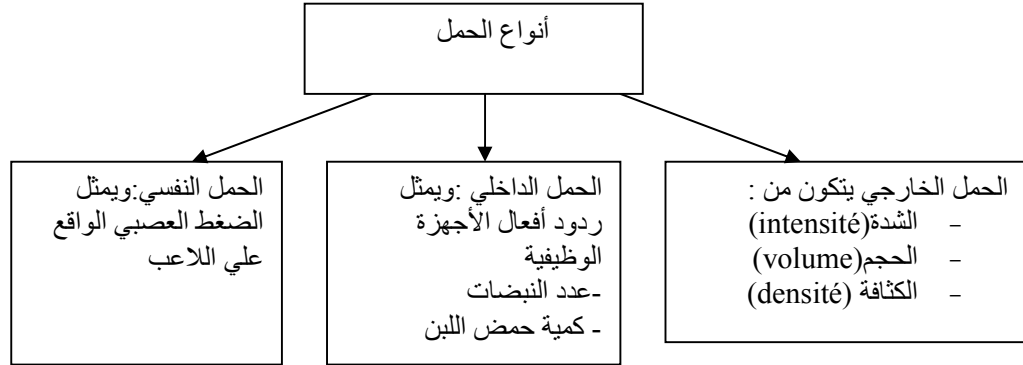 أنواع الحمل
الحمل الخارجي يتكون من :
- الشدة(intensité)
- الحجم(volume)
- الكثافة (densité)
الحمل الداخلي :ويمثل
ردود أفعال الأجهزة
الوظيفية
-عدد النبضات
- كمية حمض اللبن
الحمل النفسي:ويمثل
الضغط العصبي الواقع
علي اللاعب